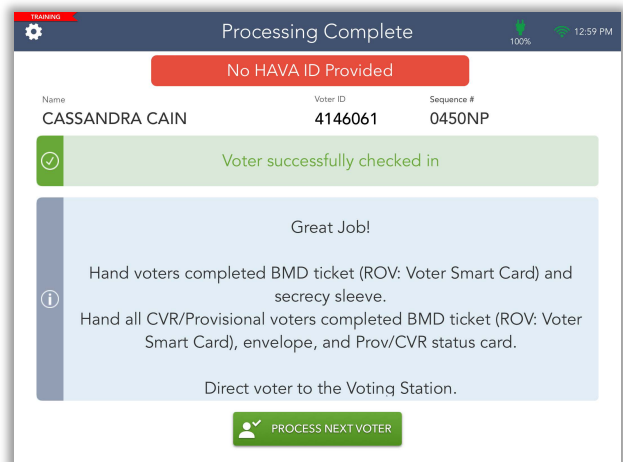 TRAINING
Processing Complete
100%
12:59 PM
No HAVA ID Provided
Name
Voter ID
Sequence #
CASSANDRA CAIN
4146061
0450NP
Voter successfully checked in
Great Job!
Hand voters completed BMD ticket (ROV: Voter Smart Card) and
secrecy sleeve.
Hand all CVR/Provisional voters completed BMD ticket (ROV: Voter
Smart Card), envelope, and Prov/CVR status card.
Direct voter to the Voting Station.
PROCESS NEXT VOTER